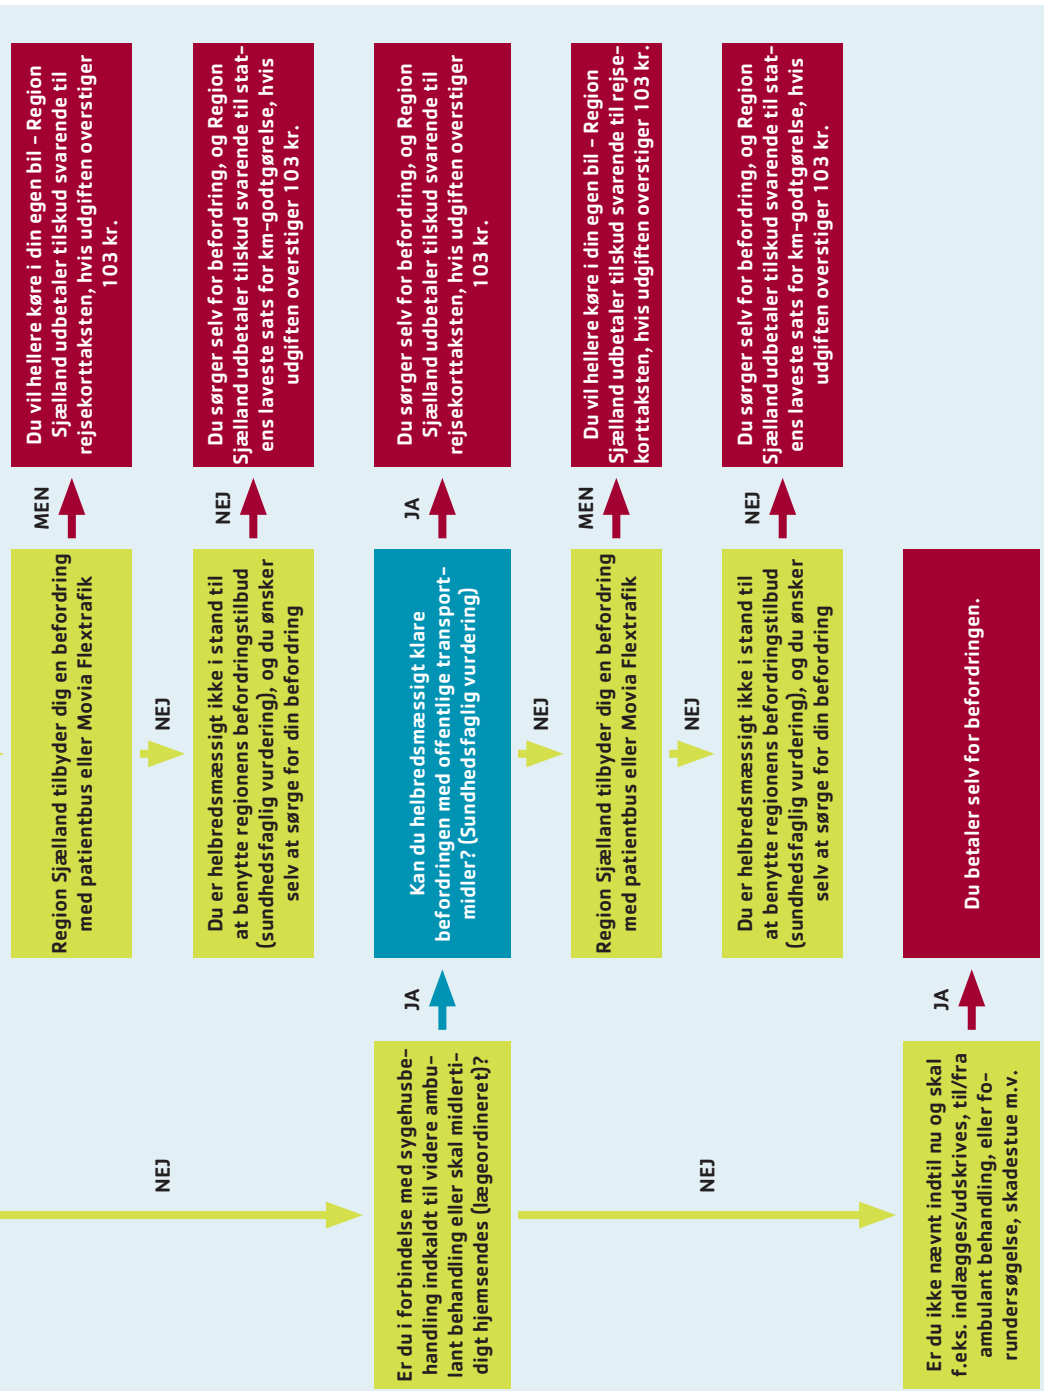 Region Sjælland tilbyder dig en befordring
med patientbus eller Movia Flextrafik
MEN
Du vil hellere køre i din egen bil – Region
Sjælland udbetaler tilskud svarende til
rejsekorttaksten, hvis udgiften overstiger
103 kr.
NEJ
NEJ
Du er helbredsmæssigt ikke i stand til
at benytte regionens befordringstilbud
(sundhedsfaglig vurdering), og du ønsker
selv at sørge for din befordring
NEJ
Du sørger selv for befordring, og Region
Sjælland udbetaler tilskud svarende til stat-
ens laveste sats for km-godtgørelse, hvis
udgiften overstiger 103 kr.
Er du i forbindelse med sygehusbe-
handling indkaldt til videre ambu-
lant behandling eller skal midlerti-
digt hjemsendes (lægeordineret)?
JA
Kan du helbredsmæssigt klare
befordringen med offentlige transport-
midler? (Sundhedsfaglig vurdering)
JA
Du sørger selv for befordring, og Region
Sjælland udbetaler tilskud svarende til
rejsekorttaksten, hvis udgiften overstiger
103 kr.
NEJ
Region Sjælland tilbyder dig en befordring
med patientbus eller Movia Flextrafik
MEN
Du vil hellere køre i din egen bil – Region
Sjælland udbetaler tilskud svarende til rejse-
korttaksten, hvis udgiften overstiger 103 kr.
NEJ
NEJ
Du er helbredsmæssigt ikke i stand til
at benytte regionens befordringstilbud
(sundhedsfaglig vurdering), og du ønsker
selv at sørge for din befordring
NEJ
Du sørger selv for befordring, og Region
Sjælland udbetaler tilskud svarende til stat-
ens laveste sats for km-godtgørelse, hvis
udgiften overstiger 103 kr.
Er du ikke nævnt indtil nu og skal
f.eks. indlægges/udskrives, til/fra
ambulant behandling, eller fo-
rundersøgelse, skadestue m.v.
JA
Du betaler selv for befordringen.